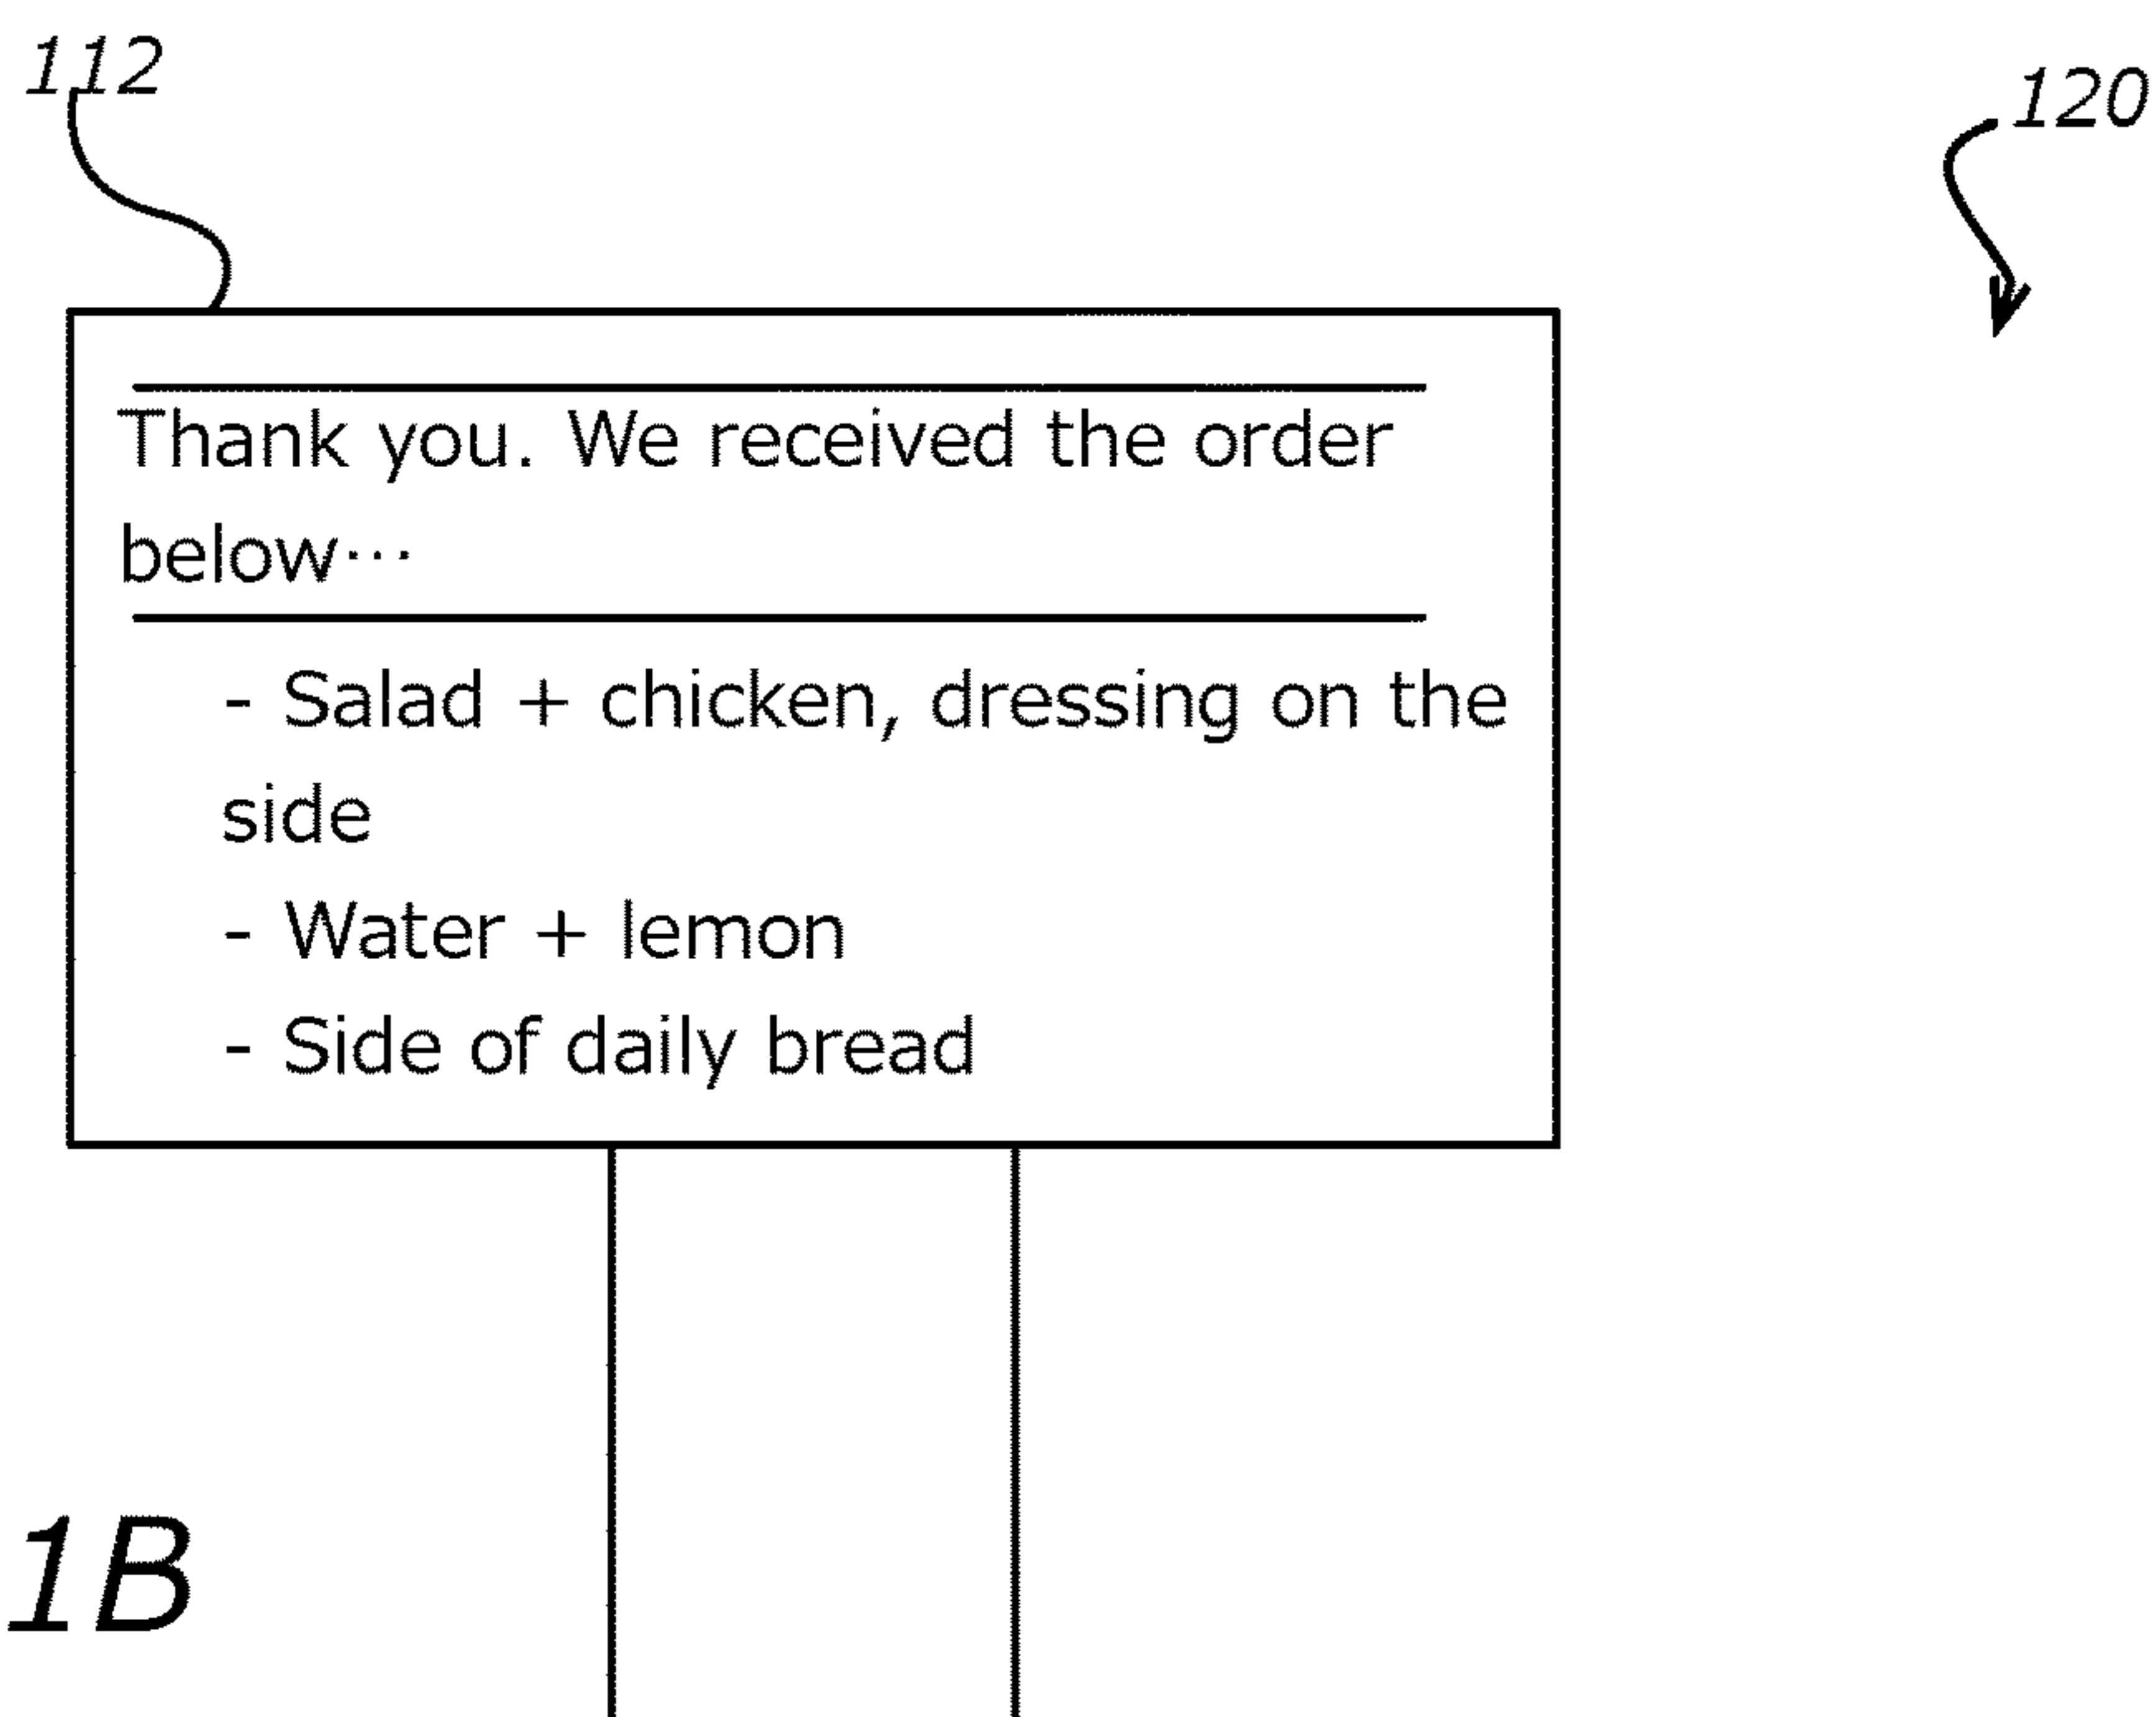 112
120
Thank you. We received the order
below···
- Salad + chicken, dressing on the
side
- Water + lemon
- Side of daily bread
1B